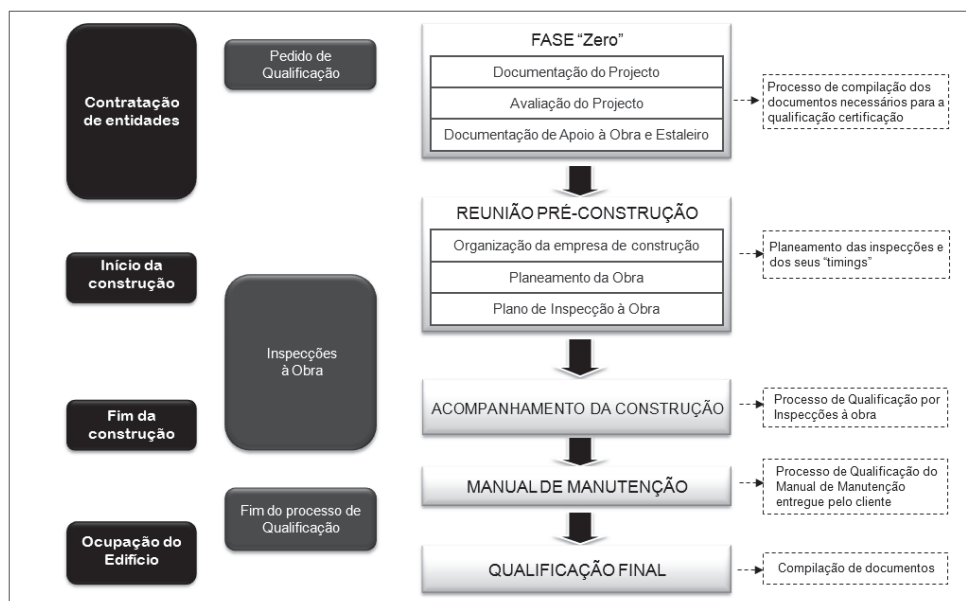 Contratação
de entidades
Início da
construção
Fim da
construção
Ocupação do
Edifício
Pedido de
Qualificação
Inspecções
à Obra
Fim do processo de
Qualificação
FASE “Zero”
Documentação do Projecto
Avaliação do Projecto
Documentação de Apoio à Obra e Estaleiro
REUNIÃO PRÉ-CONSTRUÇÃO
Organização da empresa de construção
Planeamento da Obra
Plano de Inspecção à Obra
ACOMPANHAMENTO DA CONSTRUÇÃO
MANUAL DE MANUTENÇÃO
QUALIFICAÇÃO FINAL
Processo de compilação dos
documentos necessários para a
qualificação certificação
Planeamento das inspecções e
dos seus “timings”
Processo de Qualificação por
Inspecções à obra
Processo de Qualificação do
Manual de Manutenção
entregue pelo cliente
Compilação de documentos